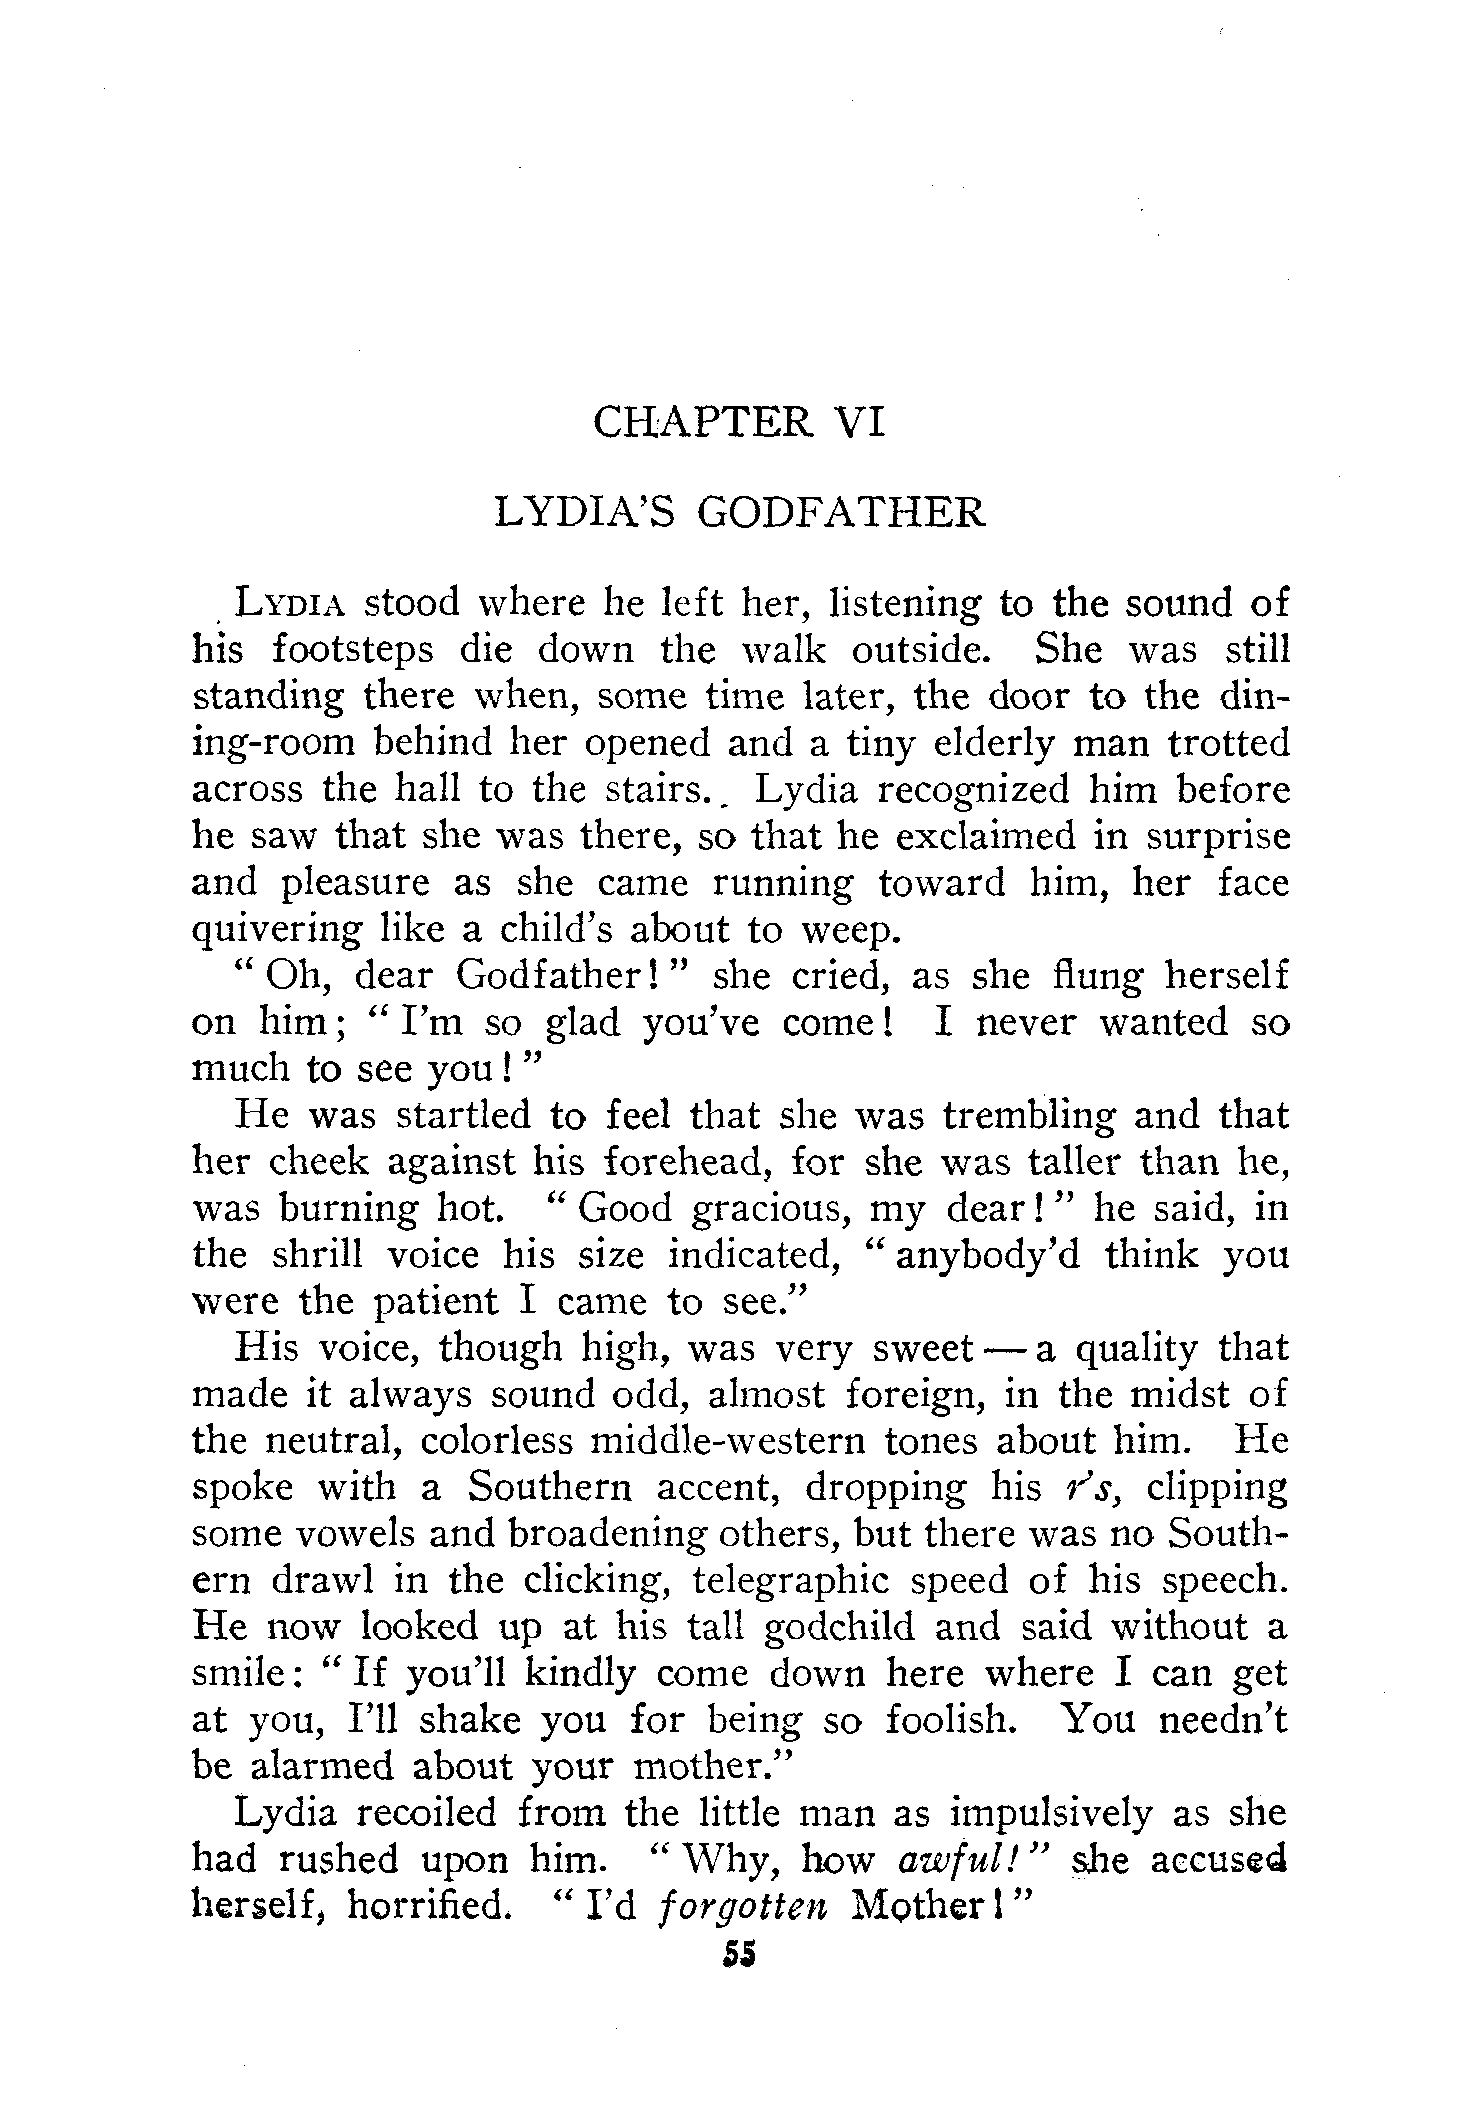 CHAPTER VI
LYDIA'S GODFATHER
Lydia stood where he left her, listening to the sound of
his footsteps die down the walk outside. She was still
standing there when, some time later, the door to the din-
ing-room behind her opened and a tiny elderly man trotted
across the hall to the stairs. Lydia recognized him before
he saw that she was there, so that he exclaimed in surprise
and pleasure as she came running toward him, her face
quivering like a child's about to weep.
" Oh, dear Godfather! " she cried, as she flung herself
on him; " I'm so glad you've come! I never wanted so
much to see you! "
He was startled to feel that she was trembling and that
her cheek against his forehead, for she was taller than he,
was burning hot. " Good gracious, my dear! " he said, in
the shrill voice his size indicated, " anybody'd think you
were the patient I came to see."
His voice, though high, was very sweet — a quality that
made it always sound odd, almost foreign, in the midst of
the neutral, colorless middle-western tones about him. He
spoke with a Southern accent, dropping his r's, clipping
some vowels and broadening others, but there was no South-
ern drawl in the clicking, telegraphic speed of his speech.
He now looked up at his tall godchild and said without a
smile: " If you'll kindly come down here where I can get
at you, I'll shake you for being so foolish. You needn't
be alarmed about your mother."
Lydia recoiled from the little man as impulsively as she
had rushed upon him. " Why, how awful! " she accused
herself, horrified. " I'd forgotten Mother! "
55